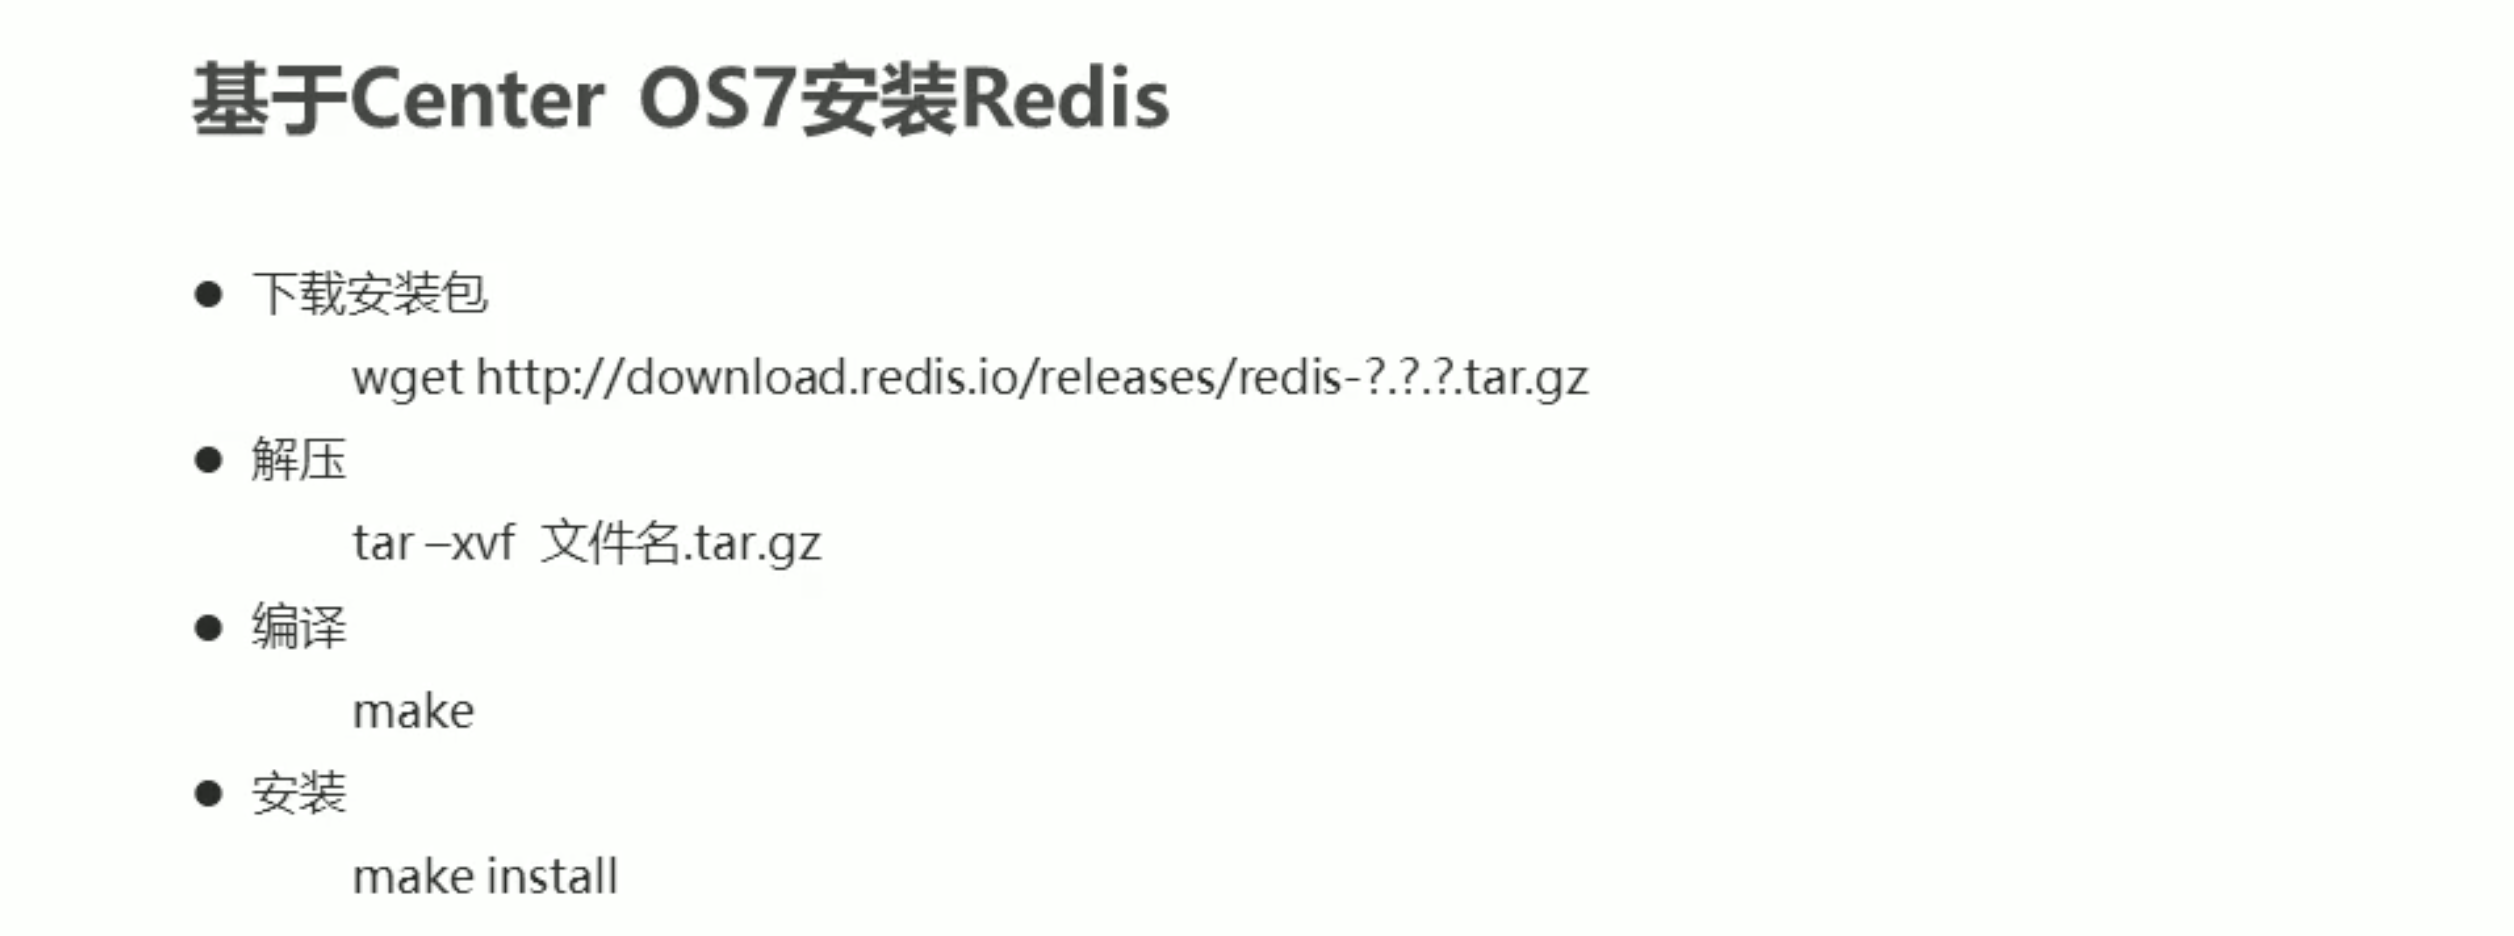 基于Center OS7安装Redis
● 下载安装包
wget http://download.redis.io/releases/redis-?.?.?.tar.gz
● 解压
tar –xvf 文件名.tar.gz
● 编译
make
● 安装
make install